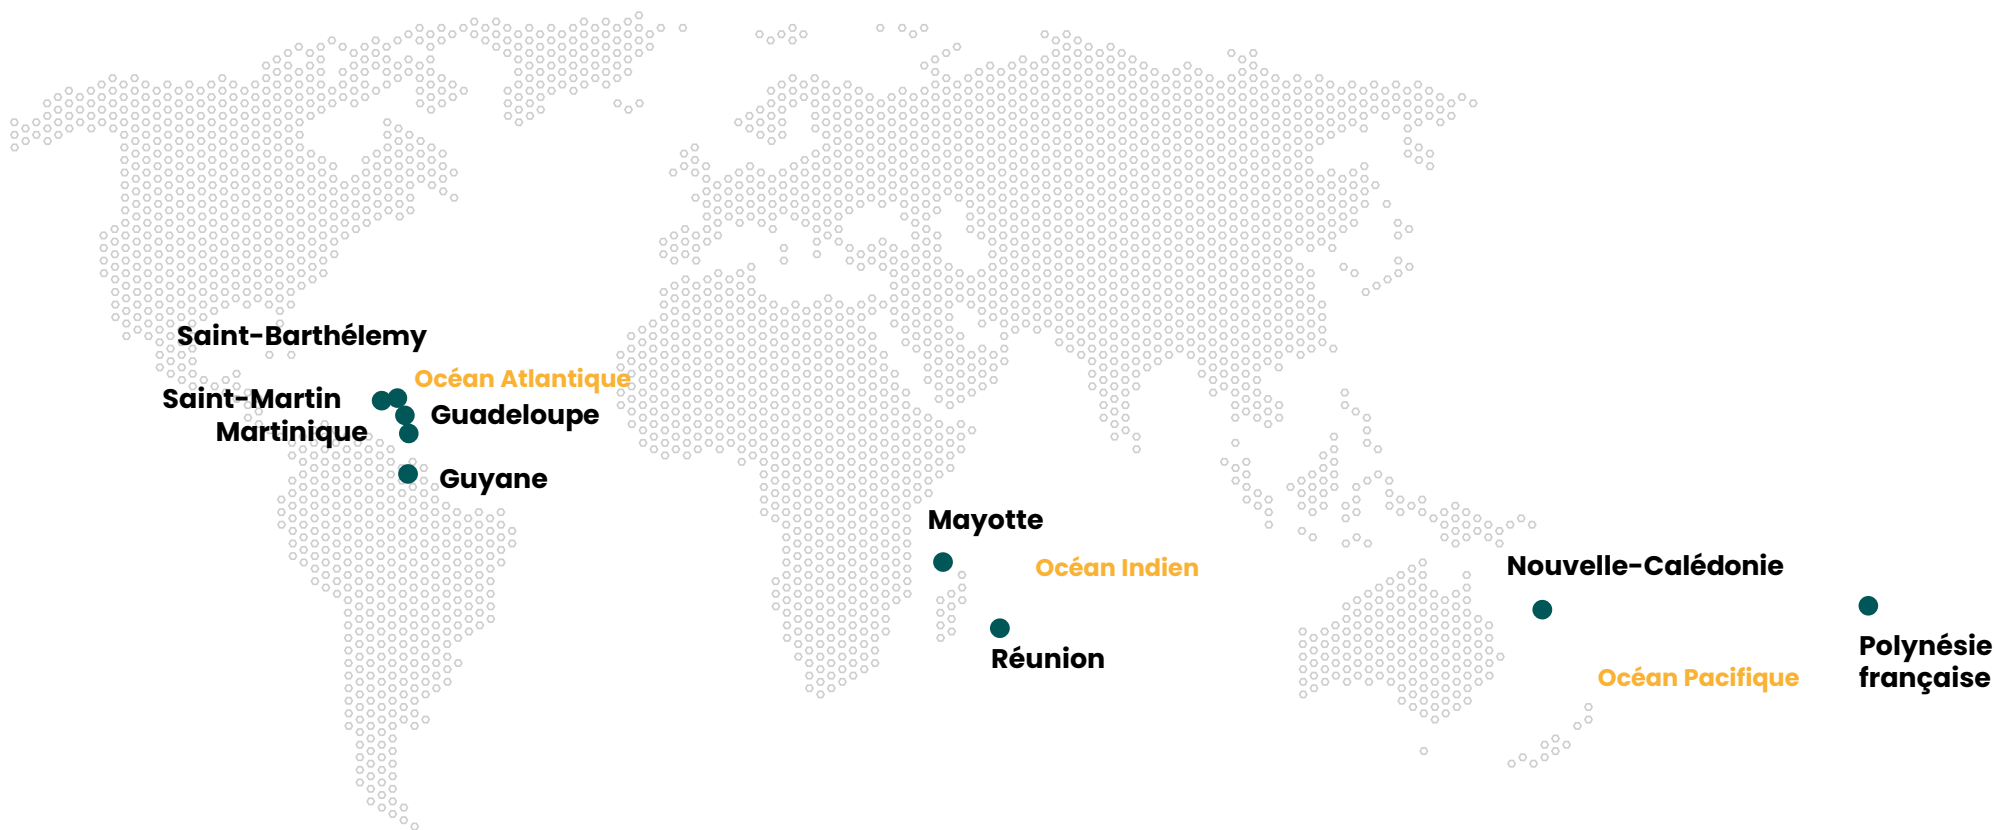 Saint-Barthélemy
Océan Atlantique
Saint-Martin
Guadeloupe
Martinique
Guyane
Mayotte
Océan Indien
Nouvelle-Calédonie
Réunion
Océan Pacifique
Polynésie
française